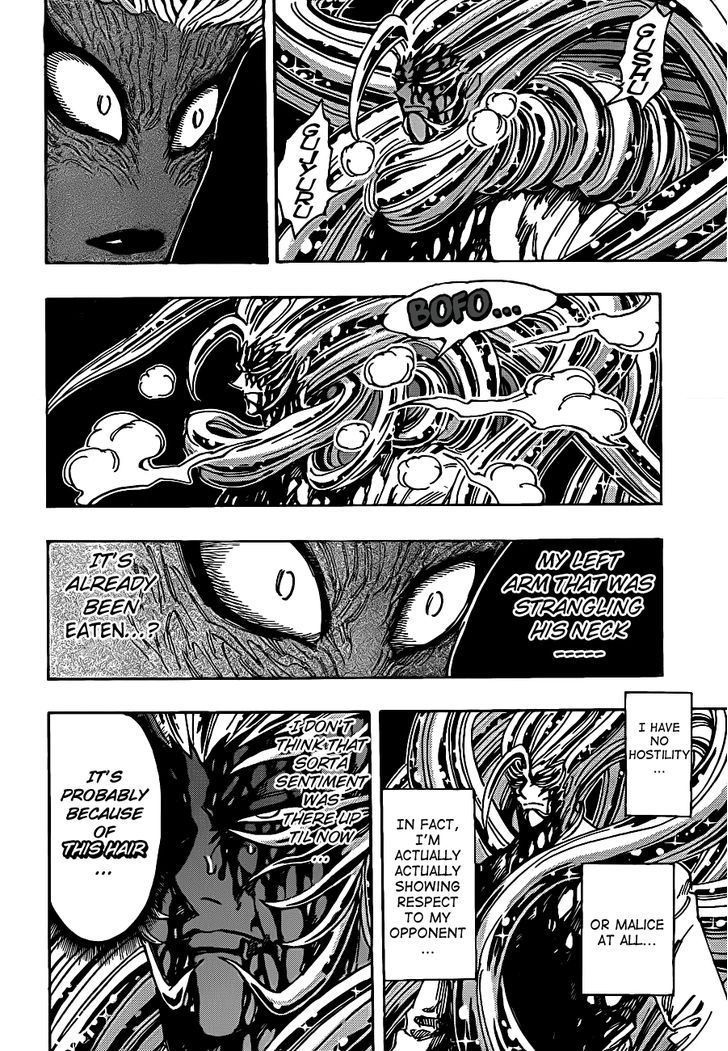 GUSHU
GUJYURU
BOFO...
MY LEFT
ARM THAT WAS
STRANGLING
HIS NECK
-----
IT'S
ALREADY
BEEN
EATEN...?
I HAVE
NO
HOSTILITY
...
OR MALICE
AT ALL...
IN FACT,
I'M
ACTUALLY
ACTUALLY
SHOWING
RESPECT
TO MY
OPPONENT
...
I DON'T
THINK THAT
SORTA
SENTIMENT
WAS
THERE UP
TIL NOW
...
IT'S
PROBABLY
BECAUSE
OF
THIS HAIR
...